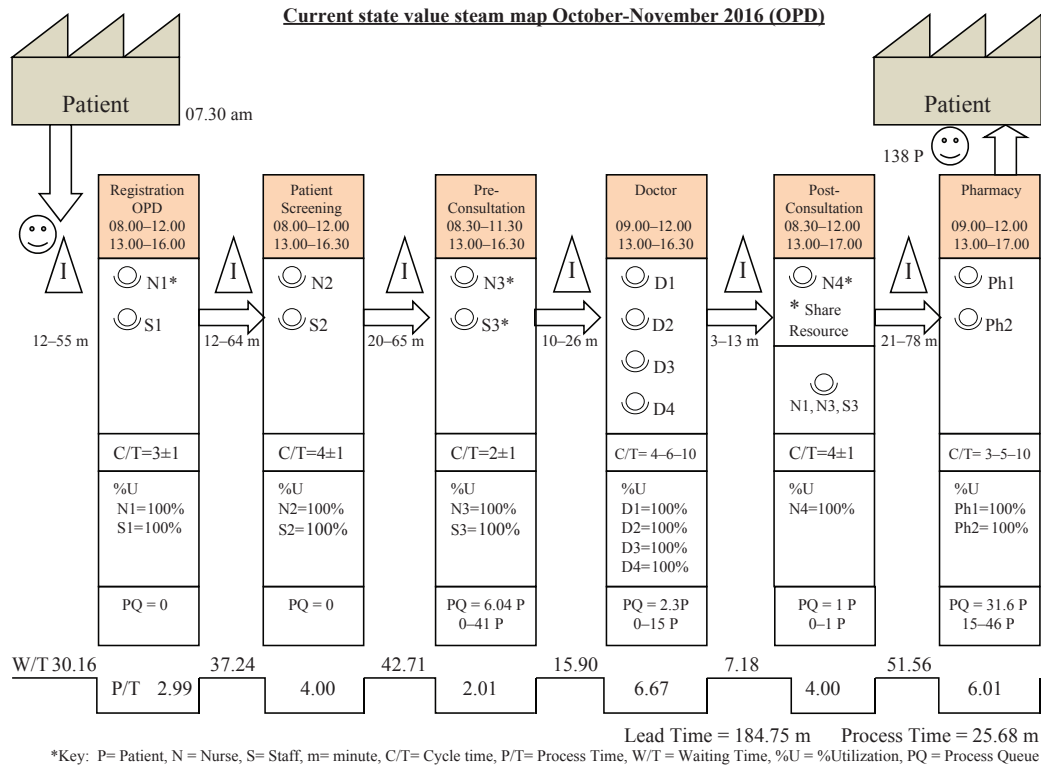 Current state value steam map October-November 2016 (OPD)
Patient
07.30 am
Patient
138 P
Registration
OPD
08.00–12.00
13.00–16.00
Patient
Screening
08.00–12.00
13.00–16.30
Pre-
Consultation
08.30–11.30
13.00–16.30
Doctor
09.00–12.00
13.00–16.30
Post-
Consultation
08.30–12.00
13.00–17.00
Pharmacy
09.00–12.00
13.00–17.00
I
12–55 m
N1*
S1
I
12–64 m
N2
S2
I
20–65 m
N3*
S3*
I
10–26 m
D1
D2
D3
D4
I
3–13 m
N4*
* Share
Resource
N1, N3, S3
I
21–78 m
Ph1
Ph2
C/T=3±1
C/T=4±1
C/T=2±1
C/T= 4–6–10
C/T=4±1
C/T= 3–5–10
%U
N1=100%
S1=100%
%U
N2=100%
S2=100%
%U
N3=100%
S3=100%
%U
D1=100%
D2=100%
D3=100%
D4=100%
%U
N4=100%
%U
Ph1=100%
Ph2=100%
PQ = 0
PQ = 0
PQ = 6.04 P
0–41 P
PQ = 2.3P
0–15 P
PQ = 1 P
0–1 P
PQ = 31.6 P
15–46 P
W/T 30.16 37.24 42.71 15.90 7.18 51.56
P/T 2.99 4.00 2.01 6.67 4.00 6.01
Lead Time = 184.75 m Process Time = 25.68 m
*Key: P= Patient, N = Nurse, S= Staff, m= minute, C/T= Cycle time, P/T= Process Time, W/T = Waiting Time, %U = %Utilization, PQ = Process Queue